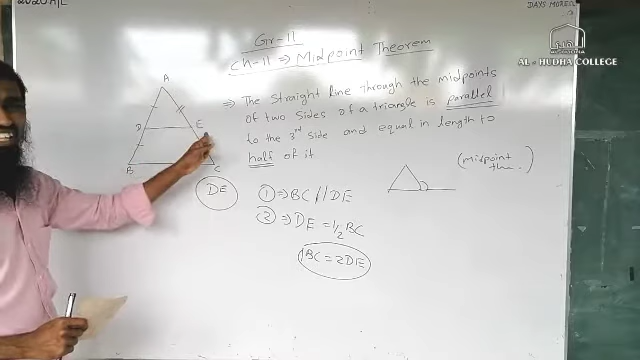 2020 A/L
DAYS MORE
AL - HUDHA COLLEGE
Gr-11
Ch-11 ⇒ Midpoint Theorem
⇒ The straight line through the midpoints
of two sides of a triangle is parallel
to the 3rd side and equal in length to
half of it
A
D
E
B
C
DE
① ⇒ BC // DE
② ⇒ DE = 1/2 BC
BC = 2DE
(midpoint
thm.)